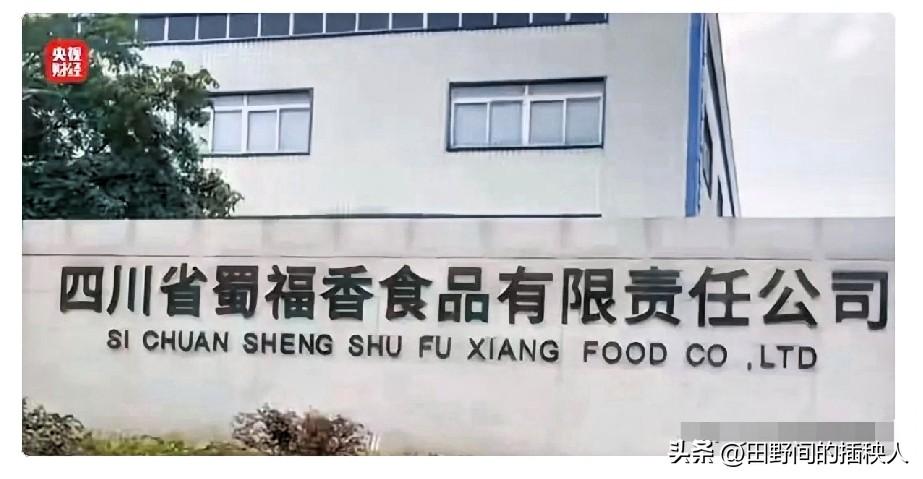 央视
财经
四川省蜀福香食品有限责任公司
SI CHUAN SHENG SHU FU XIANG FOOD CO ,LTD
头条 @田野间的插秧人